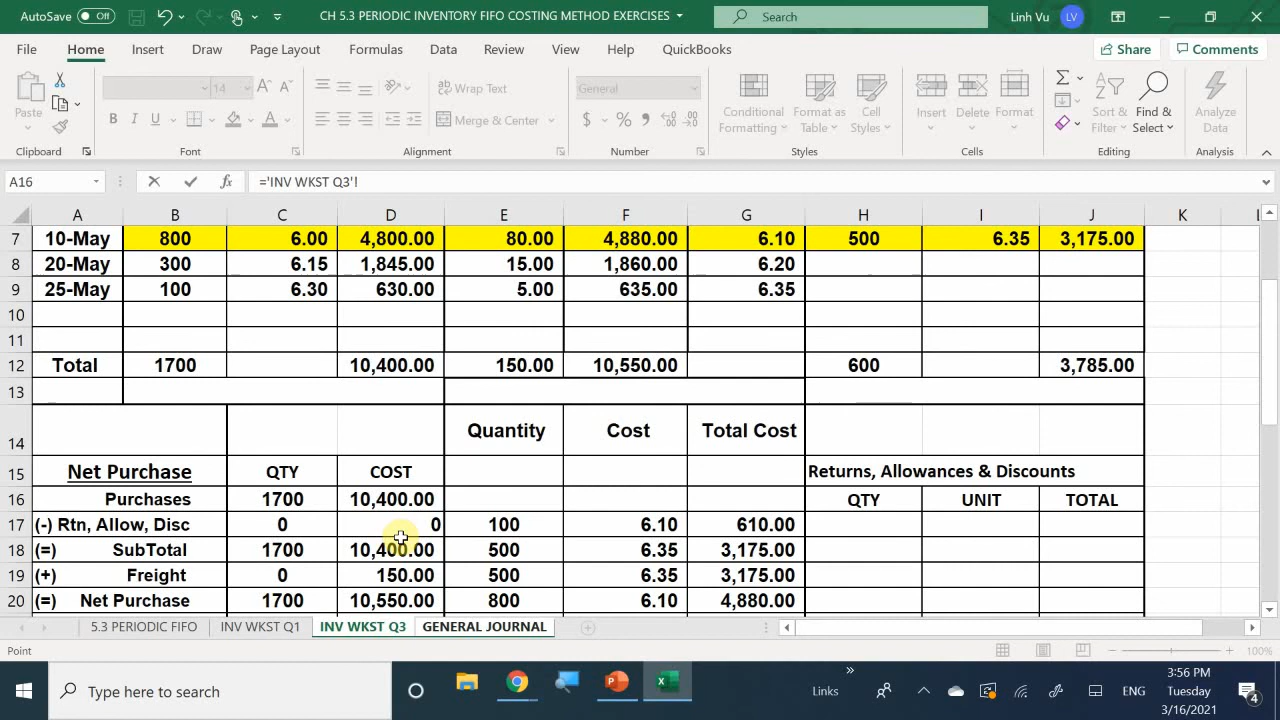 AutoSave Off CH 5.3 PERIODIC INVENTORY FIFO COSTING METHOD EXERCISES Search Linh Vu LV
File Home Insert Draw Page Layout Formulas Data Review View Help QuickBooks Share Comments
Paste 14 Wrap Text General Conditional Formatting Format as Table Cell Styles Insert Delete Format Sort & Filter Find & Select Analyze Data
B I U A Merge & Center $ %
Clipboard Font Alignment Number Styles Cells Editing Analysis
A16 fx ='INV WKST Q3'!
A B C D E F G H I J K L
7 10-May 800 6.00 4,800.00 80.00 4,880.00 6.10 500 6.35 3,175.00
8 20-May 300 6.15 1,845.00 15.00 1,860.00 6.20
9 25-May 100 6.30 630.00 5.00 635.00 6.35
10
11
12 Total 1700 10,400.00 150.00 10,550.00 600 3,785.00
13
14 Quantity Cost Total Cost
15 Net Purchase QTY COST Returns, Allowances & Discounts
16 Purchases 1700 10,400.00 QTY UNIT TOTAL
17 (-) Rtn, Allow, Disc 0 0 100 6.10 610.00
18 (=) SubTotal 1700 10,400.00 500 6.35 3,175.00
19 (+) Freight 0 150.00 500 6.35 3,175.00
20 (=) Net Purchase 1700 10,550.00 800 6.10 4,880.00
5.3 PERIODIC FIFO INV WKST Q1 INV WKST Q3 GENERAL JOURNAL
Point 100%
Type here to search Links ENG 3:56 PM
Tuesday
3/16/2021
4